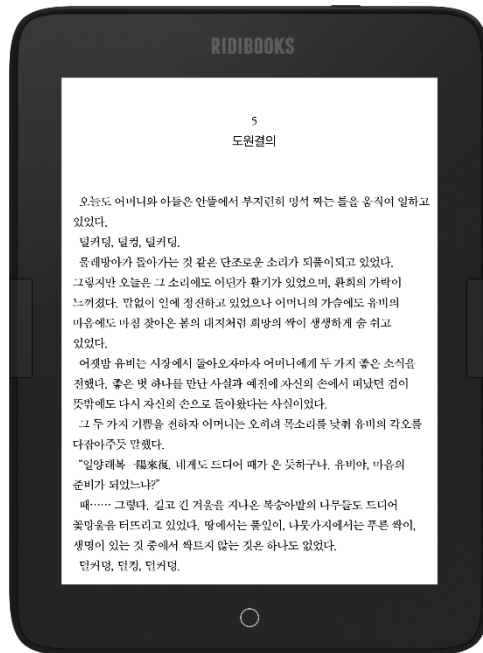 RIDIBOOKS
5
도원결의
오늘도 어머니와 아들은 안뜰에서 부지런히 멍석 짜는 틀을 움직여 일하고
있었다.
덜커덩, 덜컹, 덜커덩.
물레방아가 돌아가는 것 같은 단조로운 소리가 되풀이되고 있었다.
그렇지만 오늘은 그 소리에도 어딘가 활기가 있었으며, 환희의 가락이
느껴졌다. 말없이 일에 정진하고 있었으나 어머니의 가슴에도 유비의
마음에도 마침 찾아온 봄의 대지처럼 희망의 싹이 생생하게 숨 쉬고
있었다.
어젯밤 유비는 시장에서 돌아오자마자 어머니에게 두 가지 좋은 소식을
전했다. 좋은 벗 하나를 만난 사실과 예전에 자신의 손에서 떠났던 검이
뜻밖에도 다시 자신의 손으로 돌아왔다는 사실이었다.
그 두 가지 기쁨을 전하자 어머니는 오히려 목소리를 낮춰 유비의 각오를
다잡아주듯 말했다.
“일양래복一陽來復. 네게도 드디어 때가 온 듯하구나. 유비야, 마음의
준비가 되었느냐?”
때…… 그렇다. 길고 긴 겨울을 지나온 복숭아밭의 나무들도 드디어
꽃망울을 터뜨리고 있었다. 땅에서는 풀잎이, 나뭇가지에서는 푸른 싹이,
생명이 있는 것 중에서 싹트지 않는 것은 하나도 없었다.
덜커덩, 덜컹, 덜커덩.